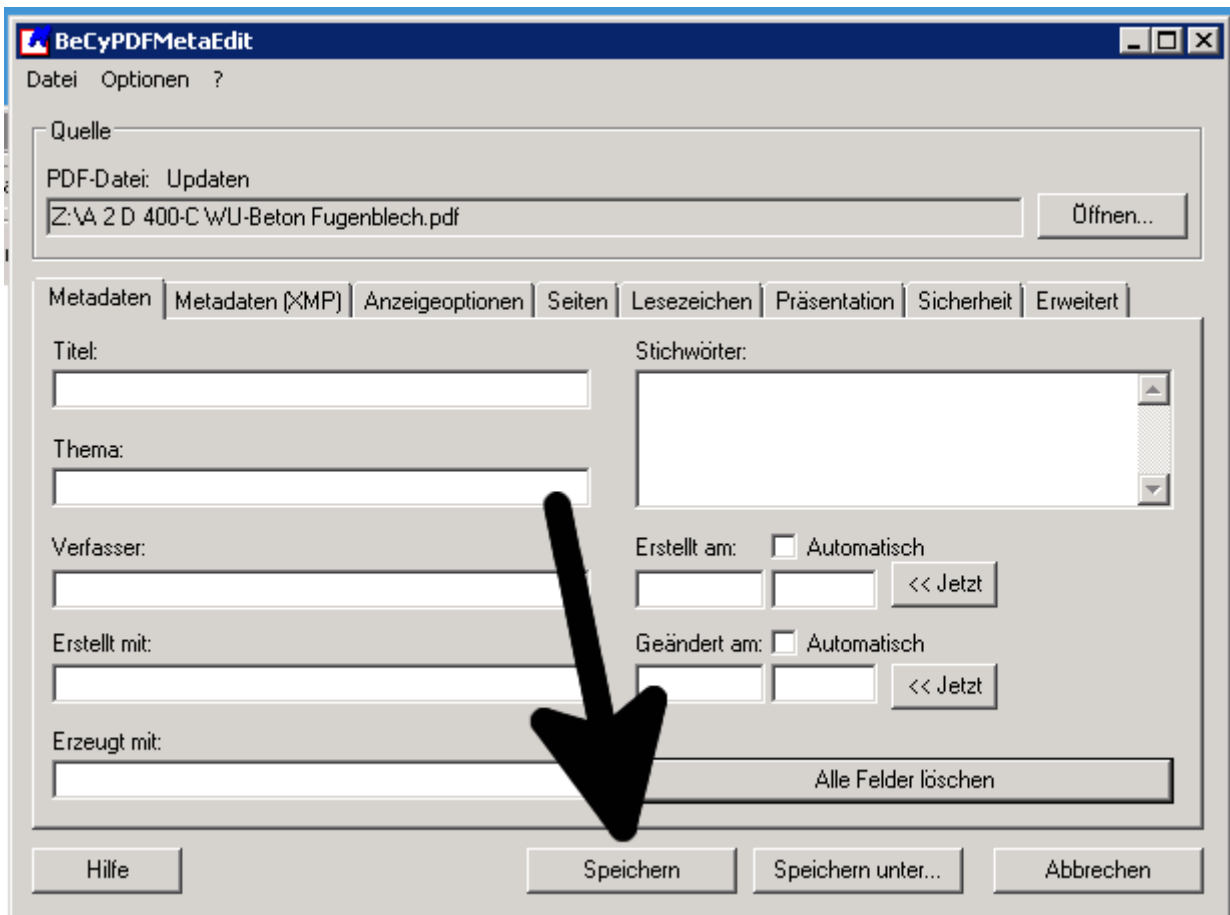 BeCyPDFMetaEdit
Datei Optionen ?
Quelle
PDF-Datei: Updaten
Z:\A 2 D 400-C WU-Beton Fugenblech.pdf
Öffnen...
Metadaten Metadaten (XMP) Anzeigeoptionen Seiten Lesezeichen Präsentation Sicherheit Erweitert
Titel:
Stichwörter:
Thema:
Verfasser:
Erstellt am: Automatisch
<< Jetzt
Erstellt mit:
Geändert am: Automatisch
<< Jetzt
Erzeugt mit:
Alle Felder löschen
Hilfe Speichern Speichern unter... Abbrechen